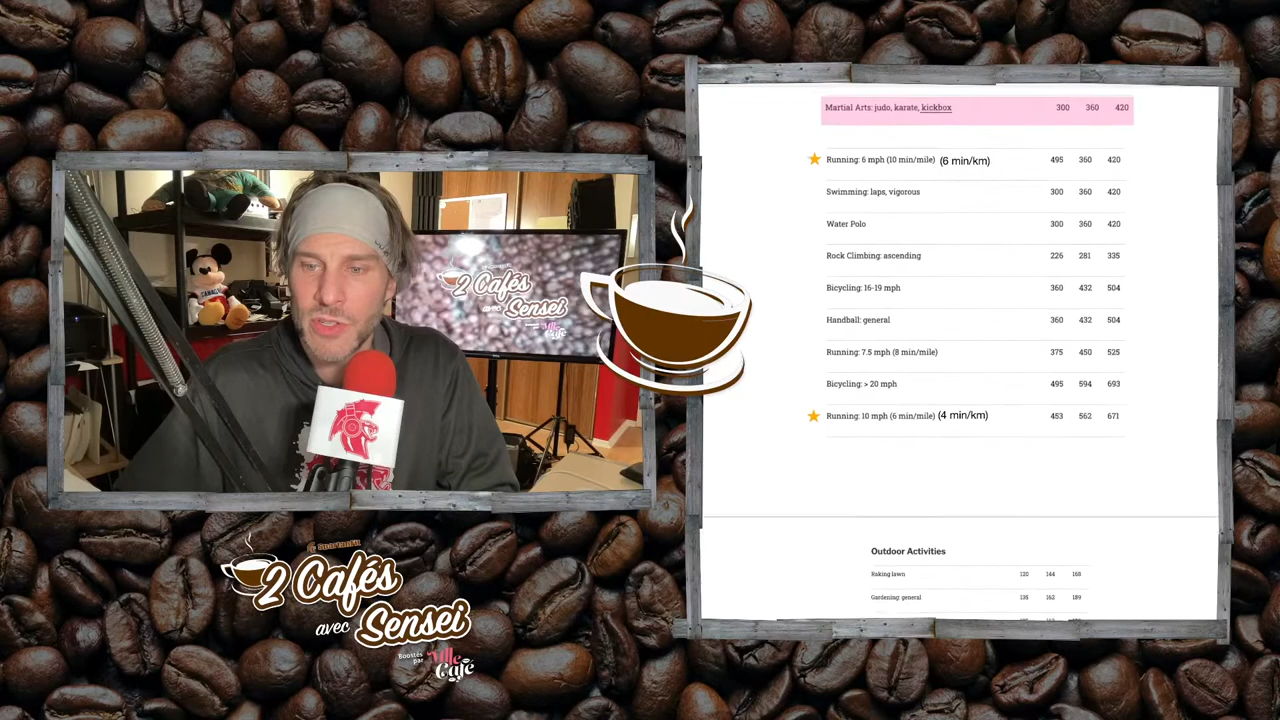 Martial Arts: judo, karate, kickbox 300 360 420
Running: 6 mph (10 min/mile) (6 min/km) 495 360 420
Swimming: laps, vigorous 300 360 420
Water Polo 300 360 420
Rock Climbing: ascending 226 281 335
Bicycling: 16-19 mph 360 432 504
Handball: general 360 432 504
Running: 7.5 mph (8 min/mile) 375 450 525
Bicycling: > 20 mph 495 594 693
Running: 10 mph (6 min/mile) (4 min/km) 453 562 671
Outdoor Activities
Raking lawn 120 144 168
Gardening: general 135 162 189
2 Cafés
avec Sensei
SpartanFit
2 Cafés
avec Sensei
Boostés
par Ville
Café